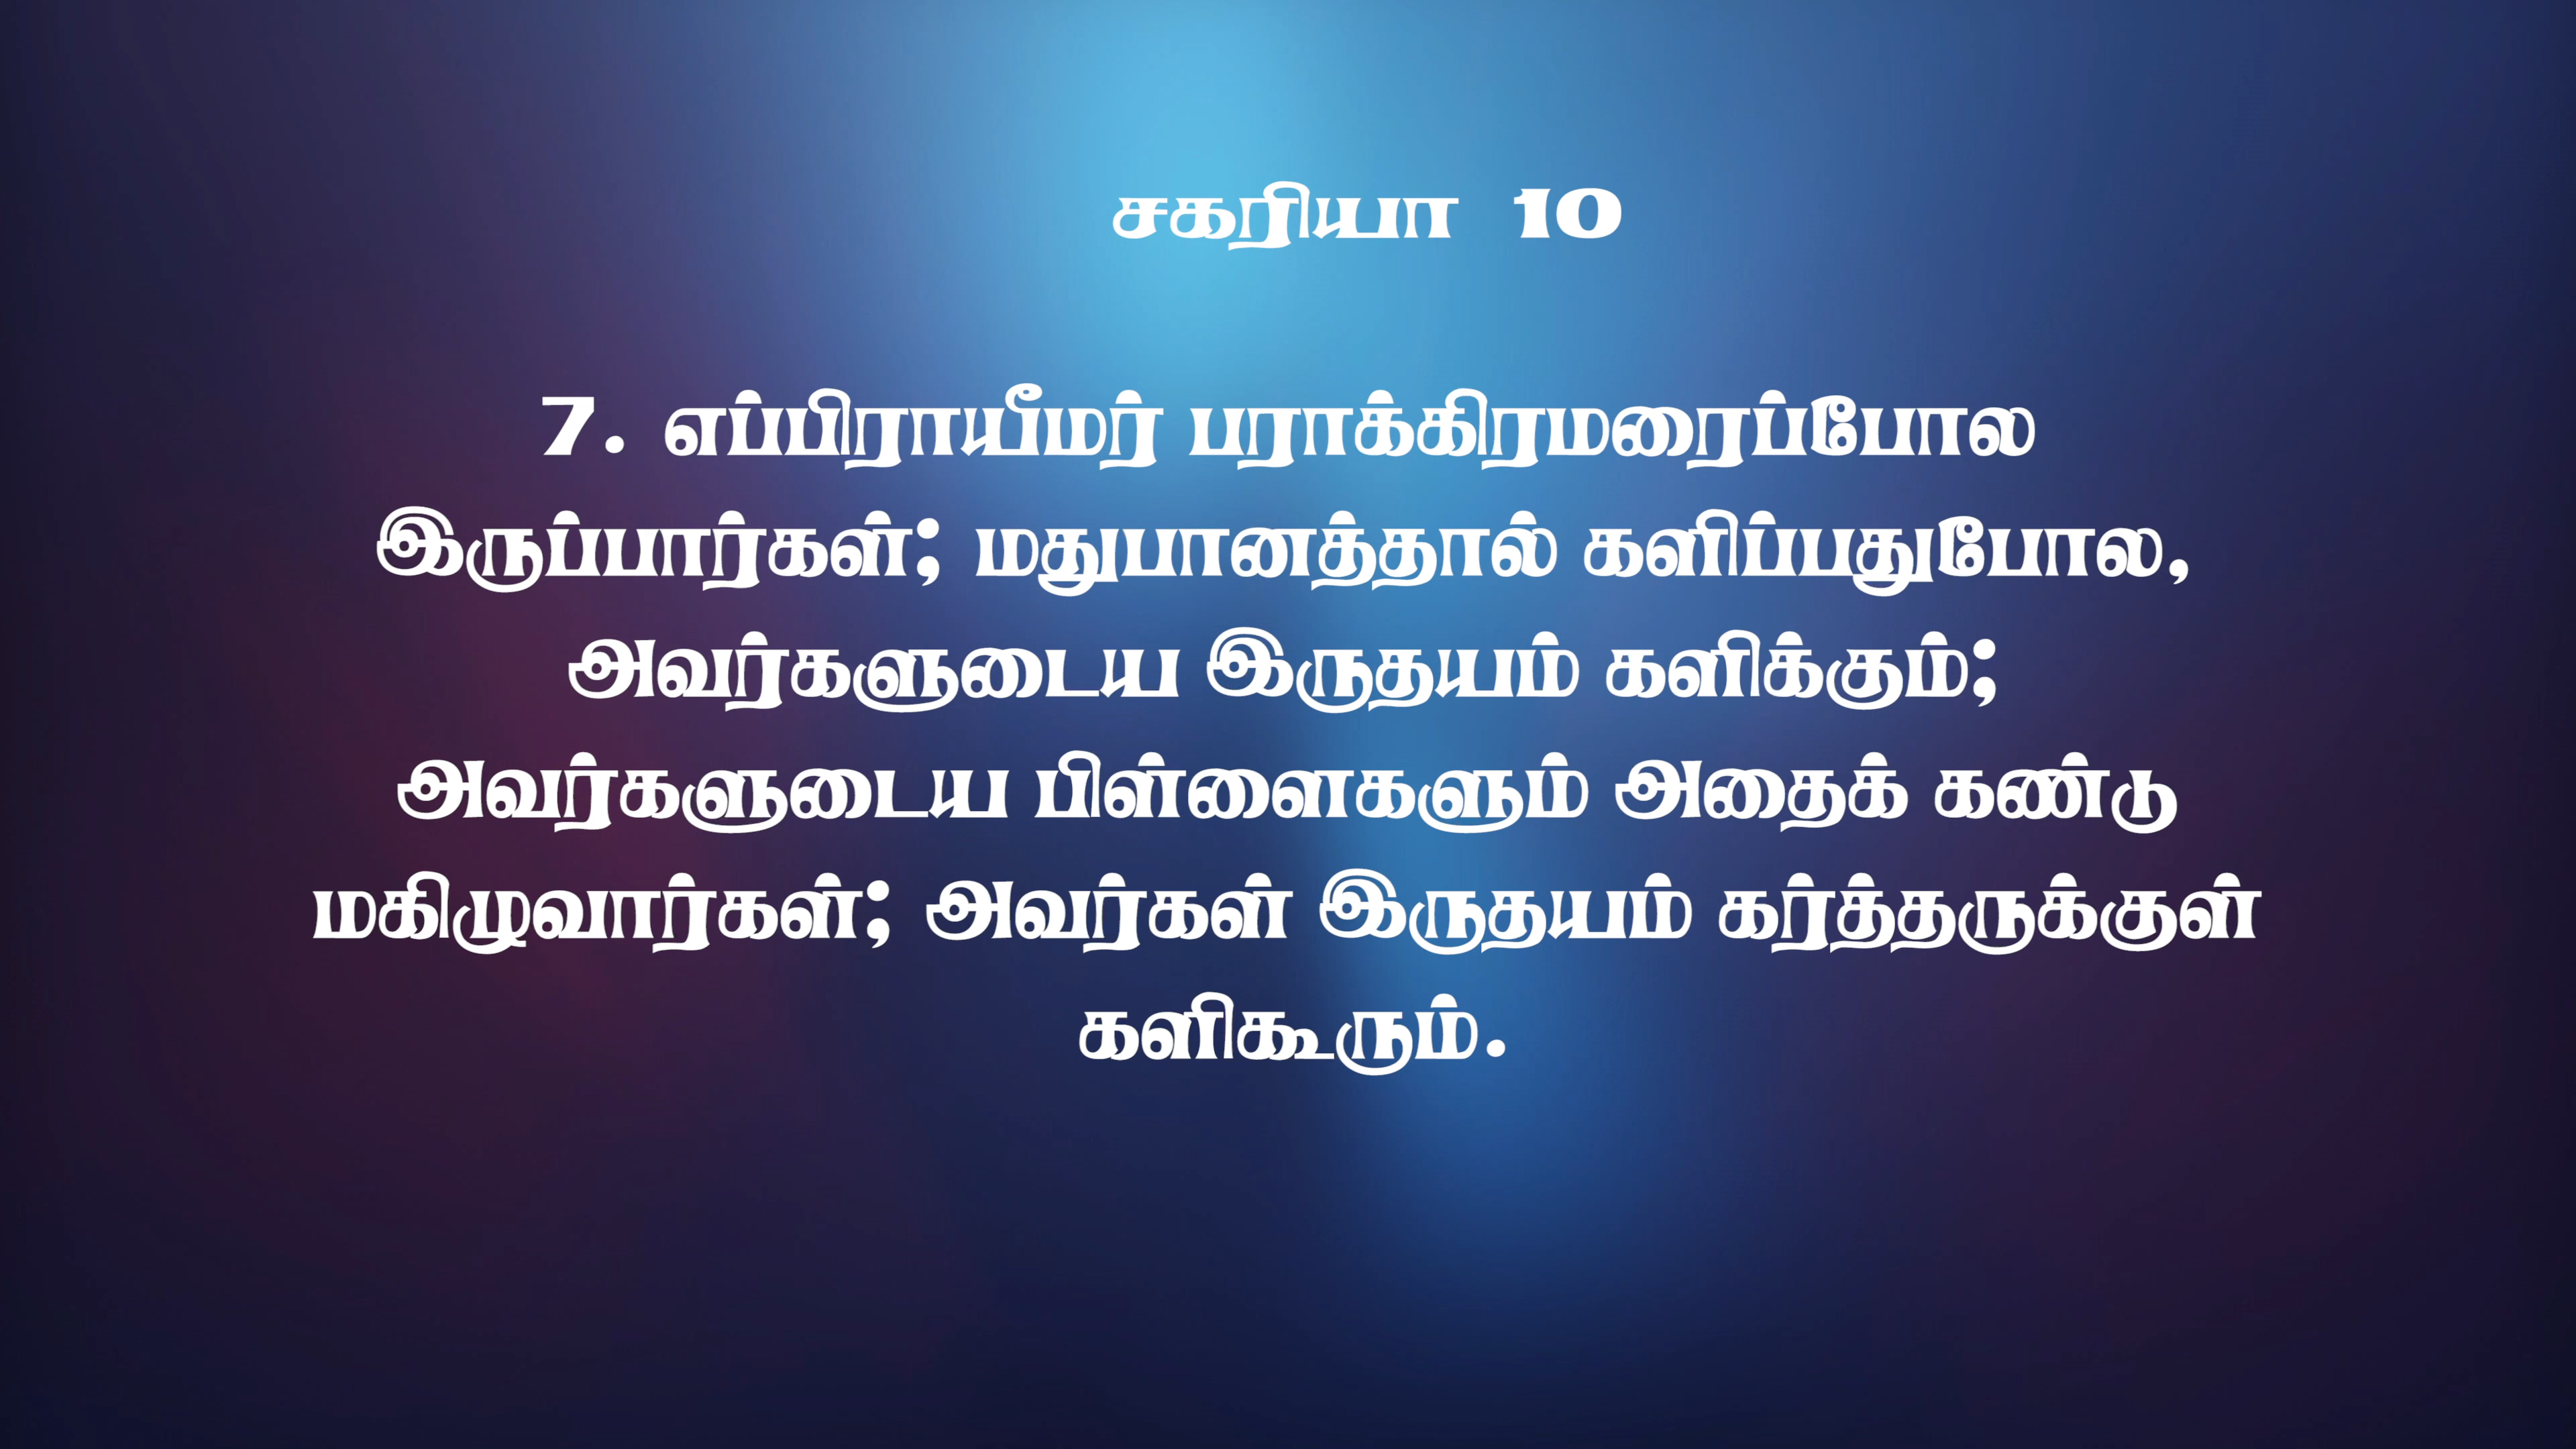 சகரியா 10
7. எப்பிராயீமர் பராக்கிரமரைப்போல
இருப்பார்கள்; மதுபானத்தால் களிப்பதுபோல,
அவர்களுடைய இருதயம் களிக்கும்;
அவர்களுடைய பிள்ளைகளும் அதைக் கண்டு
மகிழுவார்கள்; அவர்கள் இருதயம் கர்த்தருக்குள்
களிகூரும்.